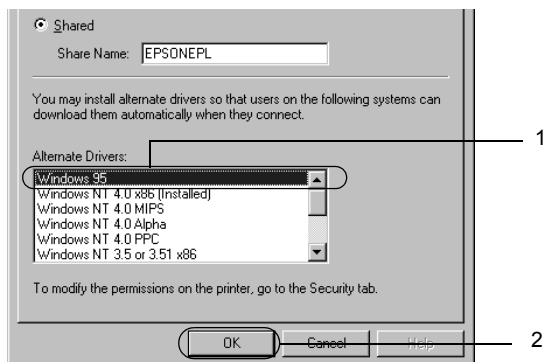 Shared
Share Name: EPSONEPL
You may install alternate drivers so that users on the following systems can
download them automatically when they connect.
1
Alternate Drivers:
Windows 95
Windows NT 4.0 x86 (Installed)
Windows NT 4.0 MIPS
Windows NT 4.0 Alpha
Windows NT 4.0 PPC
Windows NT 3.5 or 3.51 x86
To modify the permissions on the printer, go to the Security tab.
OK Cancel Help 2